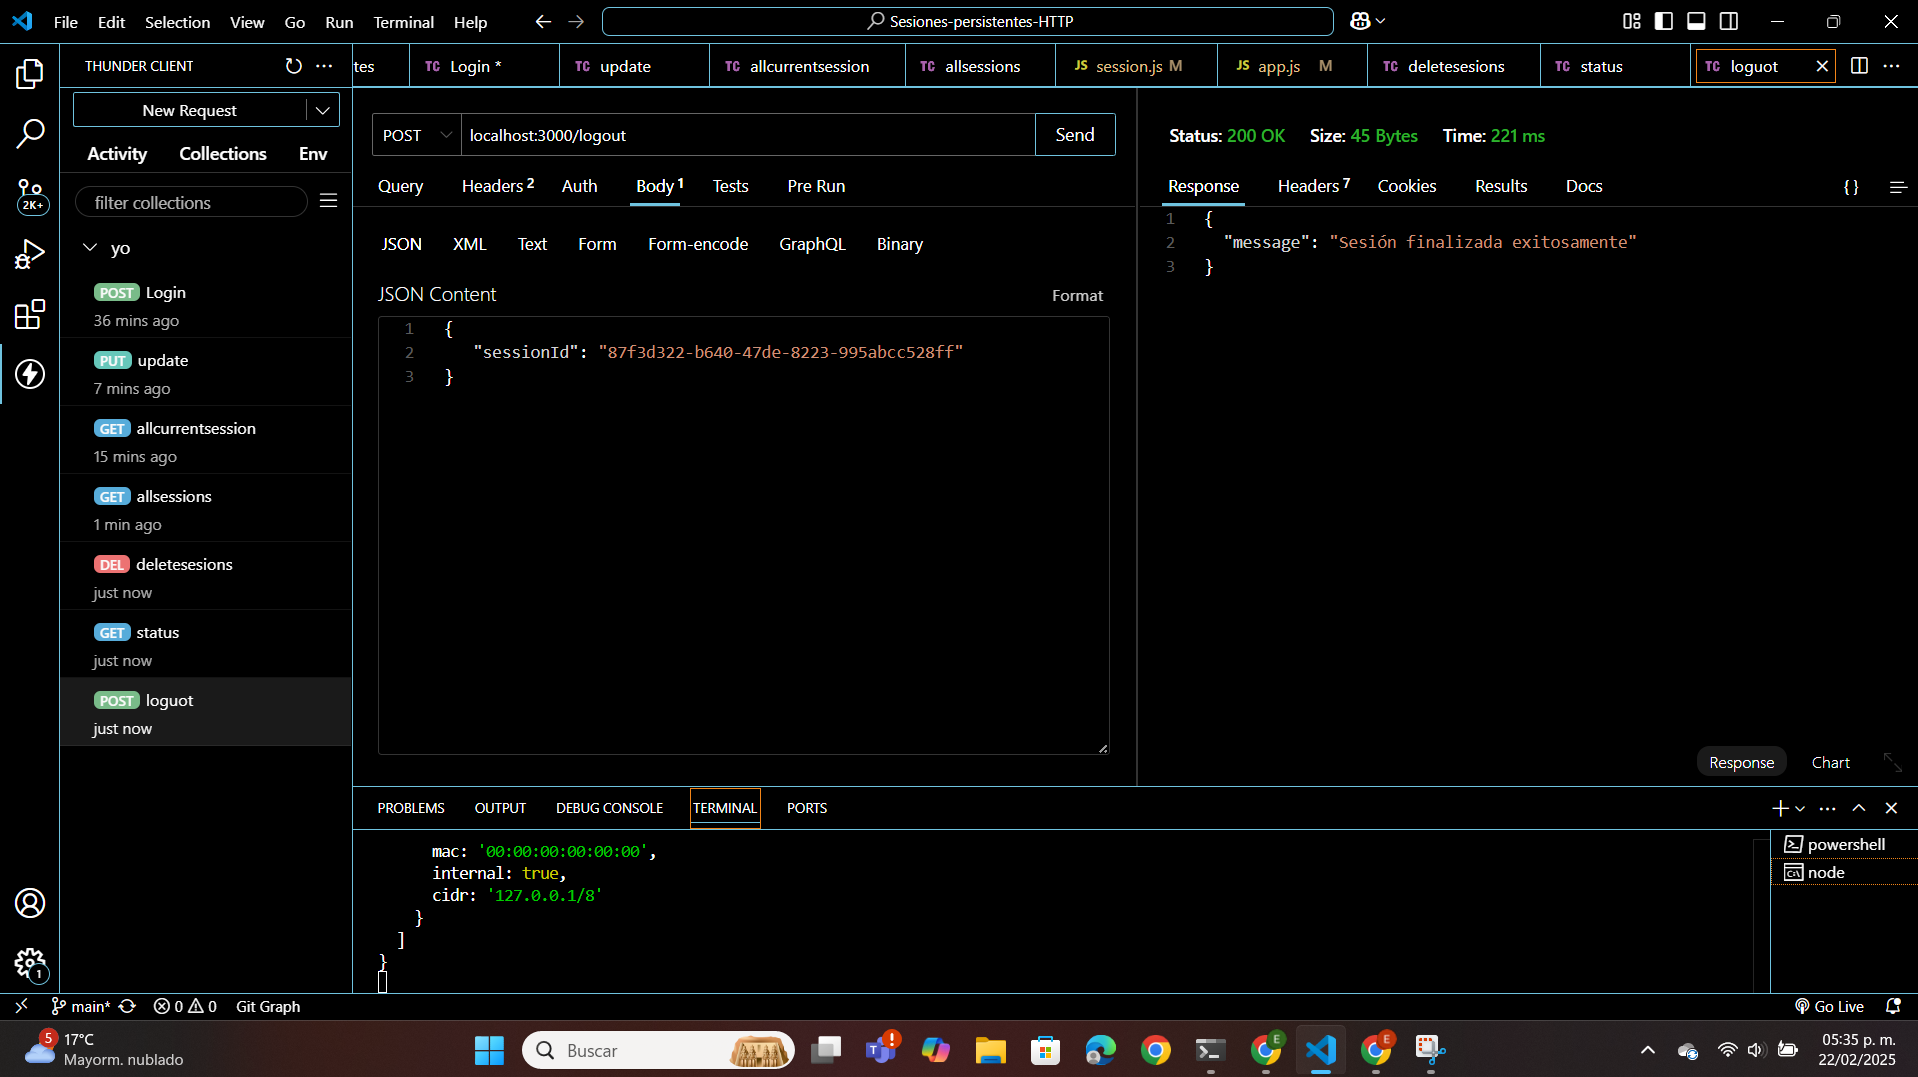 File Edit Selection View Go Run Terminal Help
Sesiones-persistentes-HTTP
THUNDER CLIENT
tes
TC Login *
TC update
TC allcurrentsession
TC allsessions
JS session.js M
JS app.js M
TC deletesesions
TC status
TC loguot
New Request
Activity Collections Env
filter collections
yo
POST Login
36 mins ago
PUT update
7 mins ago
GET allcurrentsession
15 mins ago
GET allsessions
1 min ago
DEL deletesesions
just now
GET status
just now
POST loguot
just now
2K+
1
POST localhost:3000/logout Send
Query Headers 2 Auth Body 1 Tests Pre Run
JSON XML Text Form Form-encode GraphQL Binary
JSON Content
Format
1 {
2 "sessionId": "87f3d322-b640-47de-8223-995abcc528ff"
3 }
Status: 200 OK Size: 45 Bytes Time: 221 ms
Response Headers 7 Cookies Results Docs
{}
1 {
2 "message": "Sesión finalizada exitosamente"
3 }
Response Chart
PROBLEMS OUTPUT DEBUG CONSOLE TERMINAL PORTS
mac: '00:00:00:00:00:00',
internal: true,
cidr: '127.0.0.1/8'
}
]
}
powershell
node
main* 0 0 Git Graph
Go Live
5
17°C
Mayorm. nublado
Buscar
E
E
05:35 p. m.
22/02/2025